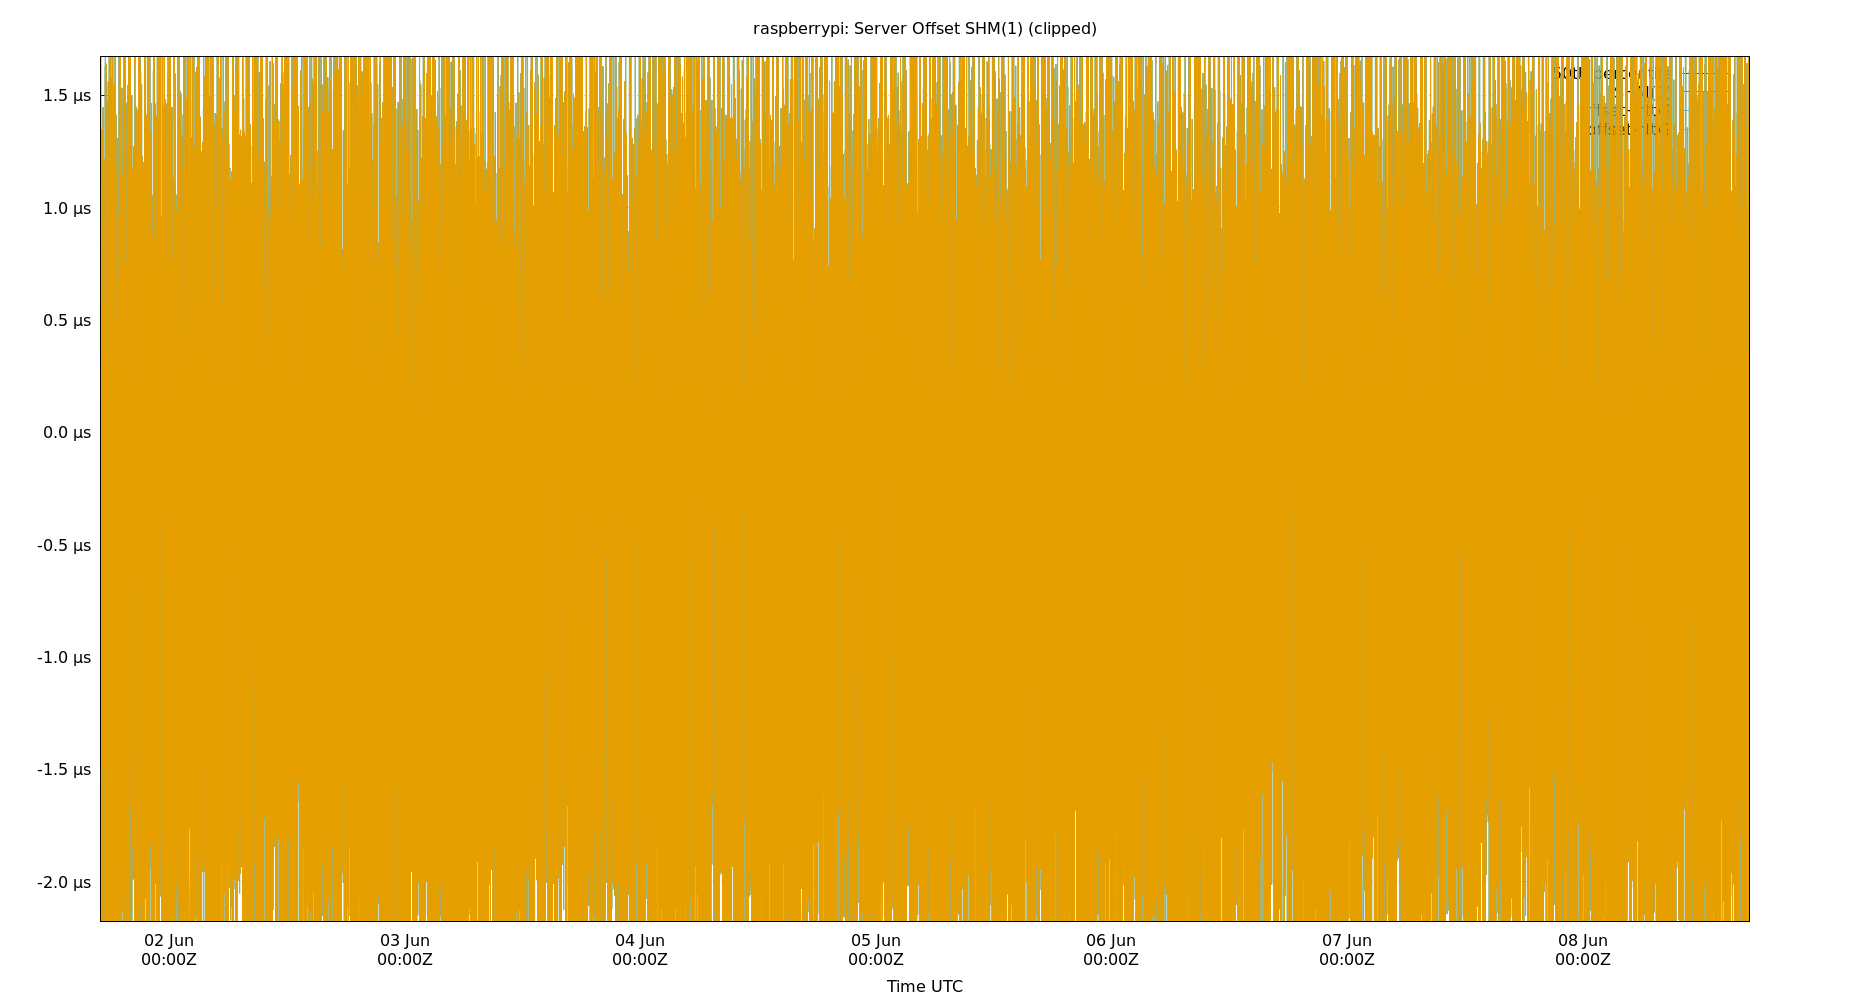 raspberrypi: Server Offset SHM(1) (clipped)
50th percentile
1.5 µs
1.0 µs
0.5 µs
0.0 µs
-0.5 µs
-1.0 µs
-1.5 µs
-2.0 µs
02 Jun 03 Jun 04 Jun 05 Jun 06 Jun 07 Jun 08 Jun
00:00Z 00:00Z 00:00Z 00:00Z 00:00Z 00:00Z 00:00Z
Time UTC